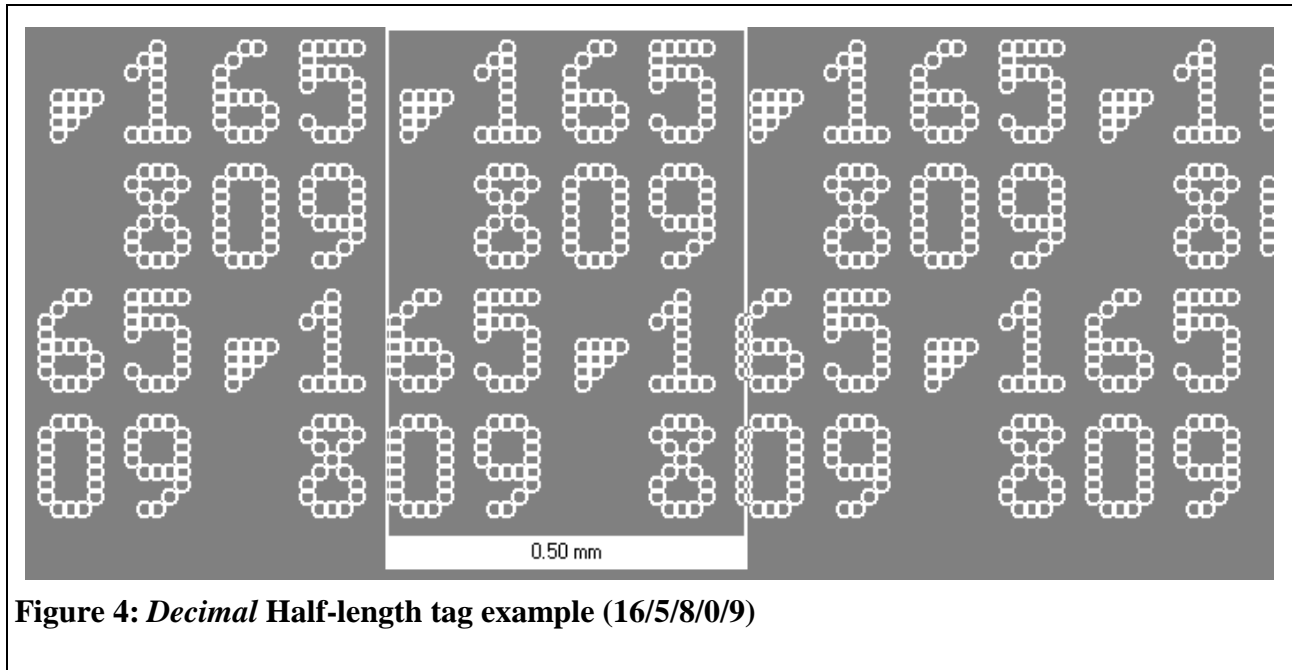 165 165 165 1
809 809 809 8
65 165 165 165
09 809 809 809
0.50 mm
Figure 4: Decimal Half-length tag example (16/5/8/0/9)